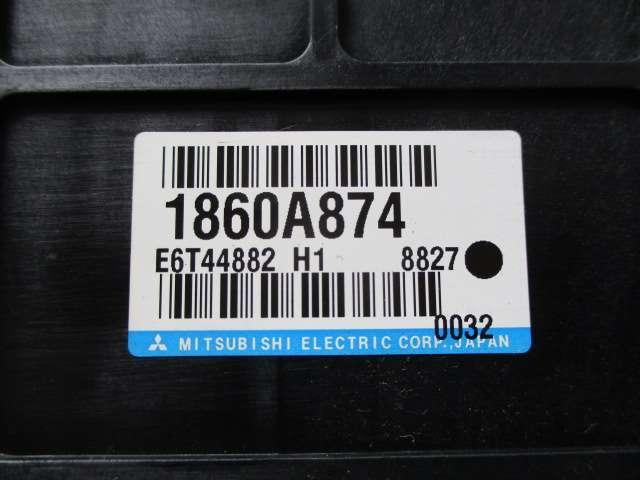 1860A874
E6T44882 H1 8827
0032
MITSUBISHI ELECTRIC CORP.,JAPAN